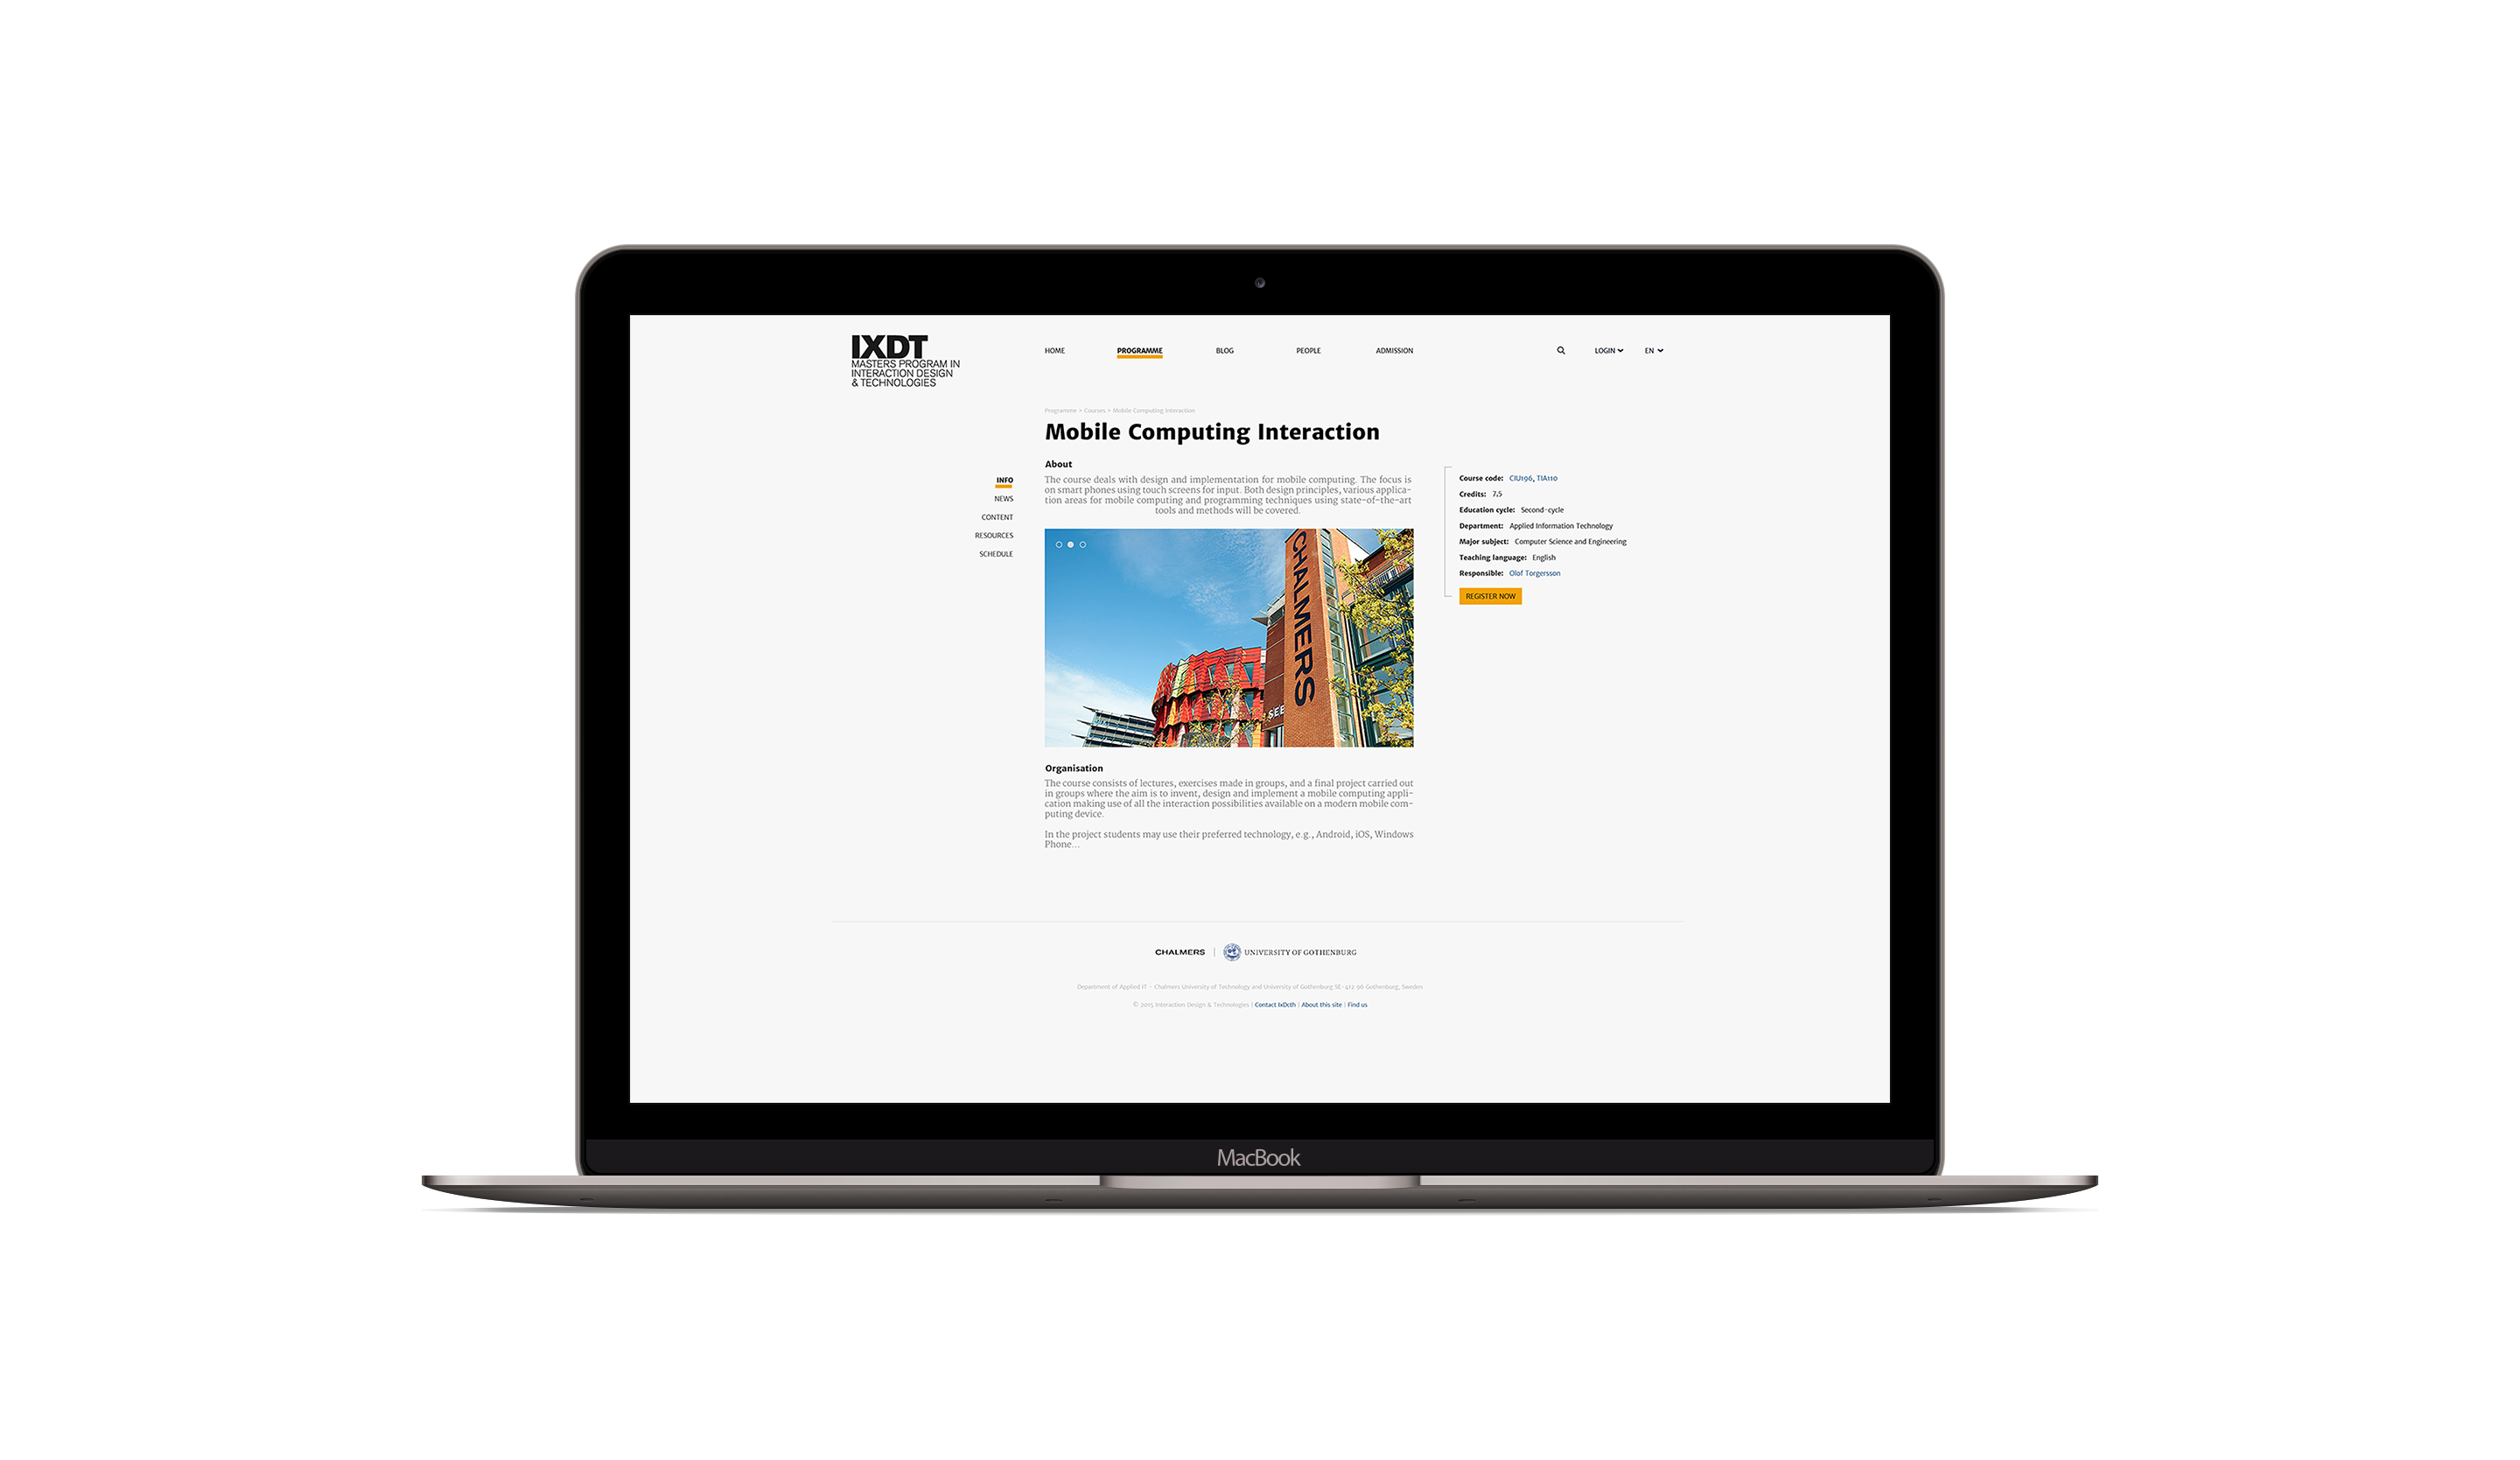 IXDT
MASTERS PROGRAM IN
INTERACTION DESIGN
& TECHNOLOGIES
HOME PROGRAMME BLOG PEOPLE ADMISSION LOGIN EN
Programme > Courses > Mobile Computing Interaction
Mobile Computing Interaction
INFO
NEWS
CONTENT
RESOURCES
SCHEDULE
About
The course deals with design and implementation for mobile computing. The focus is
on smart phones using touch screens for input. Both design principles, various applica-
tion areas for mobile computing and programming techniques using state-of-the-art
tools and methods will be covered.
CHALMERS
SEE
Organisation
The course consists of lectures, exercises made in groups, and a final project carried out
in groups where the aim is to invent, design and implement a mobile computing appli-
cation making use of all the interaction possibilities available on a modern mobile com-
puting device.
In the project students may use their preferred technology, e.g., Android, iOS, Windows
Phone...
Course code: CIU196, TIA110
Credits: 7,5
Education cycle: Second-cycle
Department: Applied Information Technology
Major subject: Computer Science and Engineering
Teaching language: English
Responsible: Olof Torgersson
REGISTER NOW
CHALMERS | UNIVERSITY OF GOTHENBURG
Department of Applied IT - Chalmers University of Technology and University of Gothenburg SE-412 96 Gothenburg, Sweden
© 2015 Interaction Design & Technologies | Contact IxDcth | About this site | Find us
MacBook